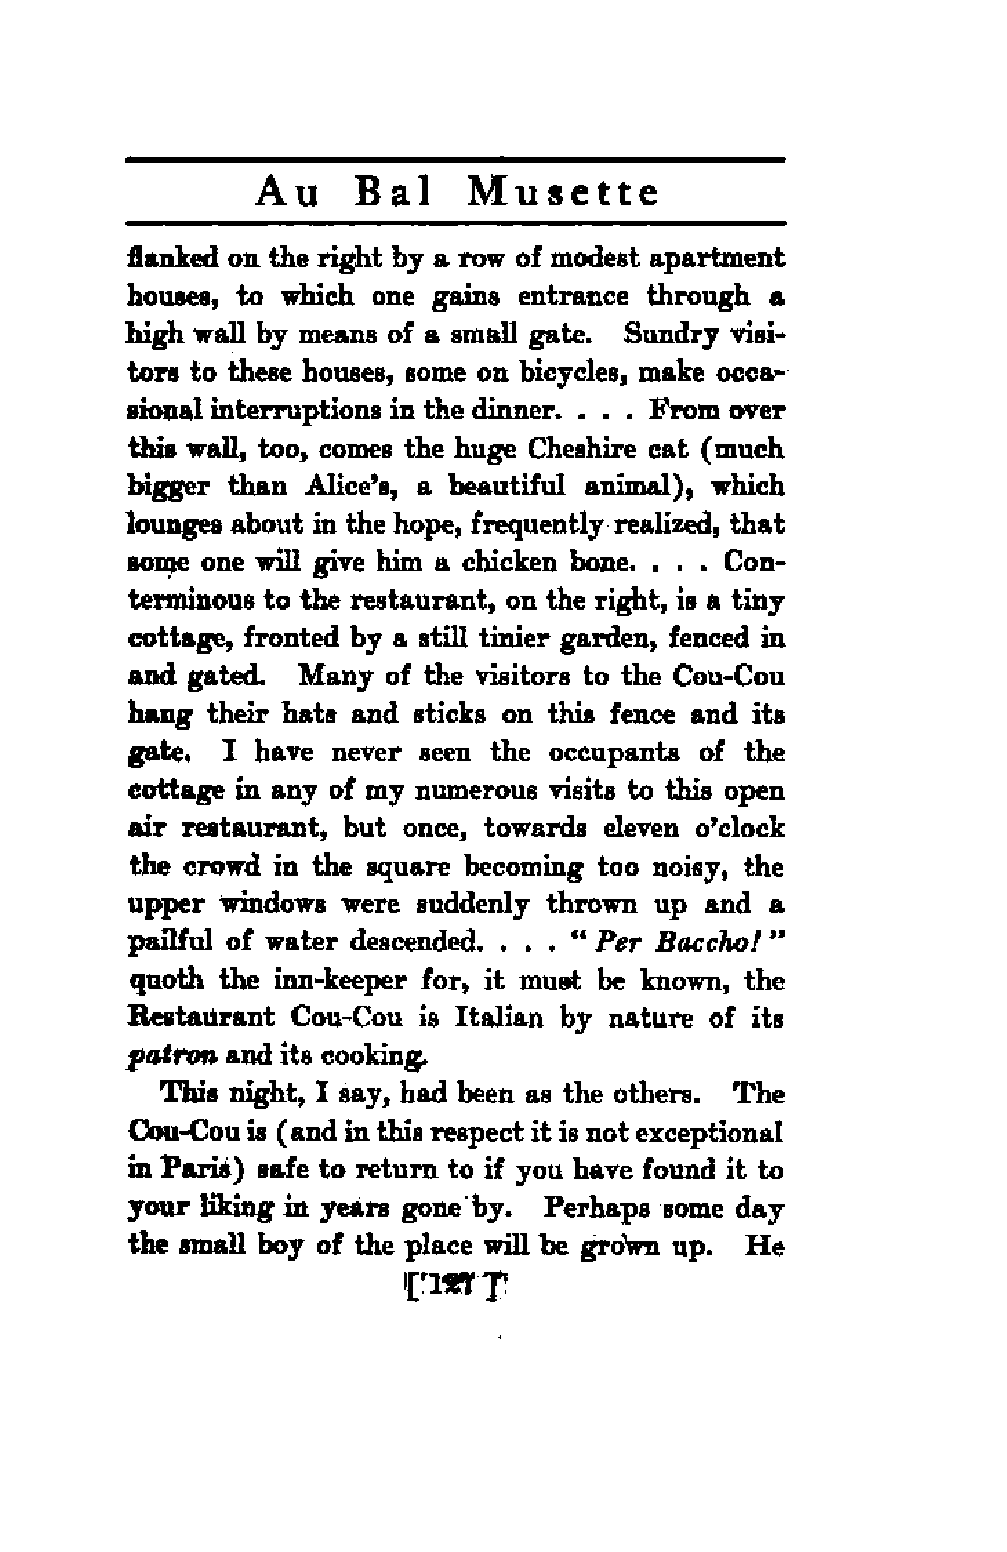 Au Bal Musette
flanked on the right by a row of modest apartment
houses, to which one gains entrance through a
high wall by means of a small gate. Sundry visi-
tors to these houses, some on bicycles, make occa-
sional interruptions in the dinner. . . . From over
this wall, too, comes the huge Cheshire cat (much
bigger than Alice's, a beautiful animal), which
lounges about in the hope, frequently realized, that
some one will give him a chicken bone. . . . Con-
terminous to the restaurant, on the right, is a tiny
cottage, fronted by a still tinier garden, fenced in
and gated. Many of the visitors to the Cou-Cou
hang their hats and sticks on this fence and its
gate. I have never seen the occupants of the
cottage in any of my numerous visits to this open
air restaurant, but once, towards eleven o'clock
the crowd in the square becoming too noisy, the
upper windows were suddenly thrown up and a
pailful of water descended. . . . "Per Baccho!"
quoth the inn-keeper for, it must be known, the
Restaurant Cou-Cou is Italian by nature of its
patron and its cooking.
This night, I say, had been as the others. The
Cou-Cou is (and in this respect it is not exceptional
in Paris) safe to return to if you have found it to
your liking in years gone by. Perhaps some day
the small boy of the place will be grown up. He
[127]